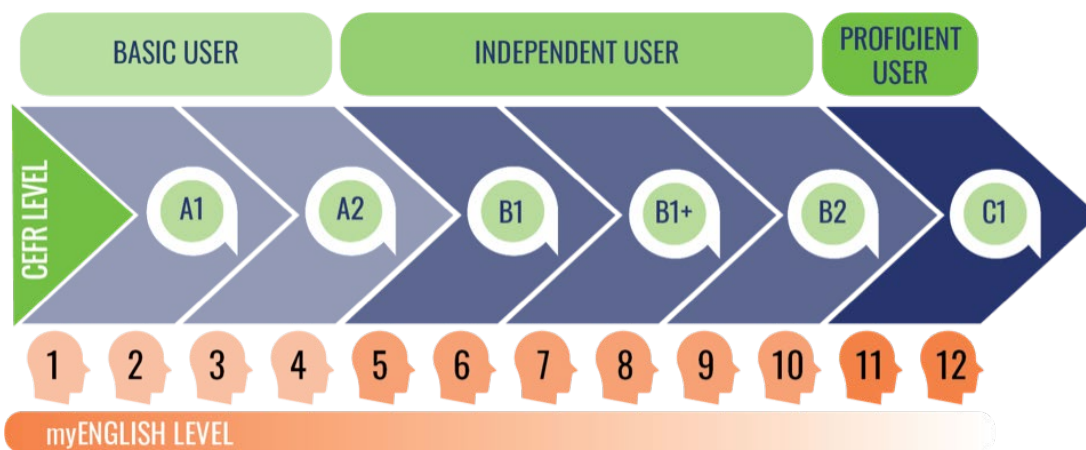 BASIC USER
INDEPENDENT USER
PROFICIENT
USER
CEFR LEVEL
A1
A2
B1
B1+
B2
C1
1
2
3
4
5
6
7
8
9
10
11
12
myENGLISH LEVEL